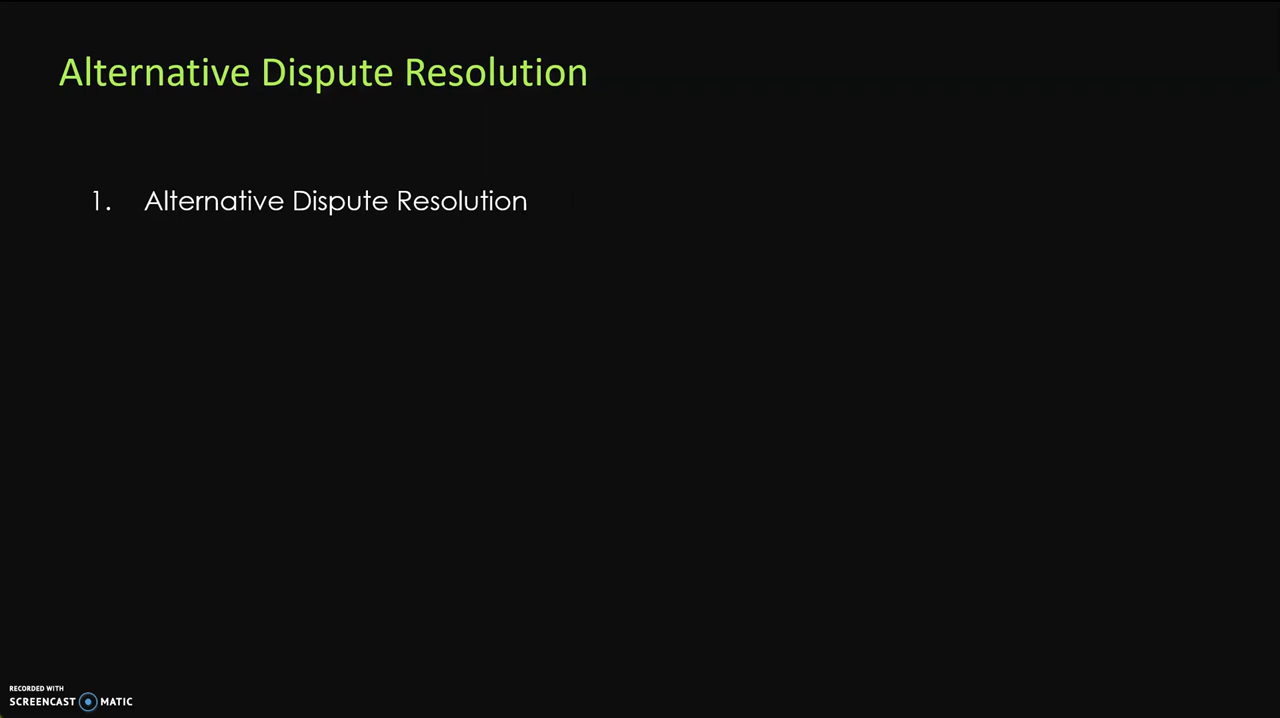 Alternative Dispute Resolution
1. Alternative Dispute Resolution
RECORDED WITH
SCREENCAST MATIC